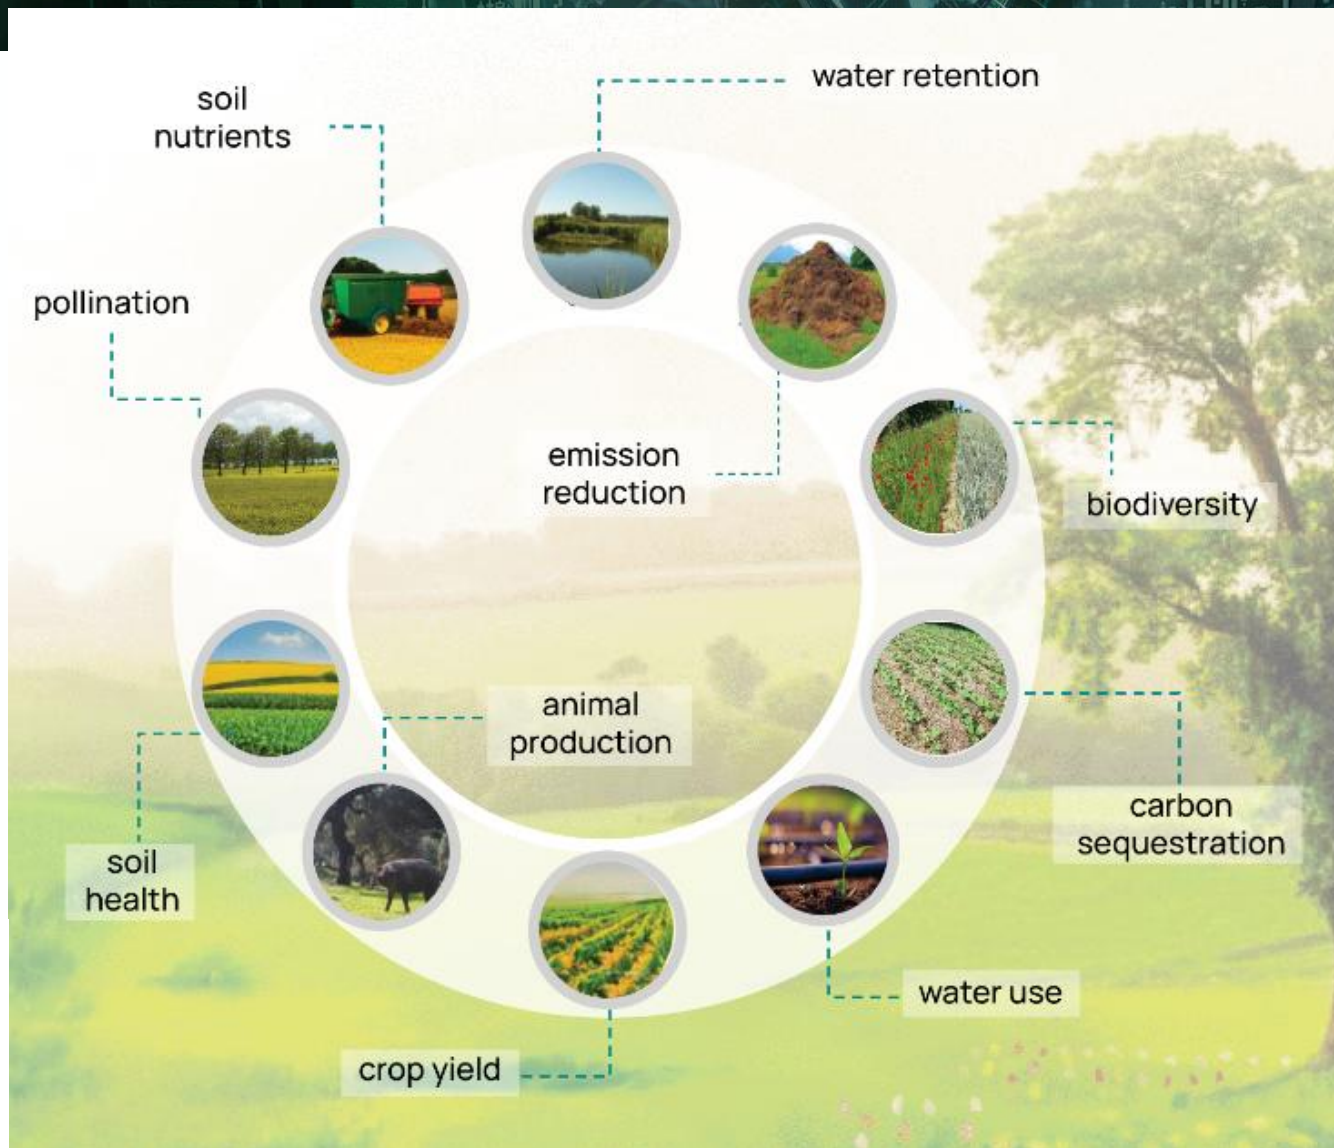 water retention
soil
nutrients
pollination
emission
reduction
biodiversity
animal
production
carbon
sequestration
soil
health
water use
crop yield